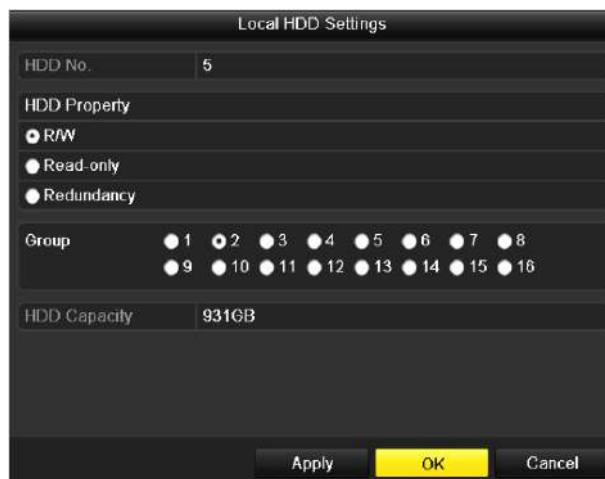 Local HDD Settings
HDD No. 5
HDD Property
R/W
Read-only
Redundancy
Group 1 2 3 4 5 6 7 8
9 10 11 12 13 14 15 16
HDD Capacity 931GB
Apply OK Cancel